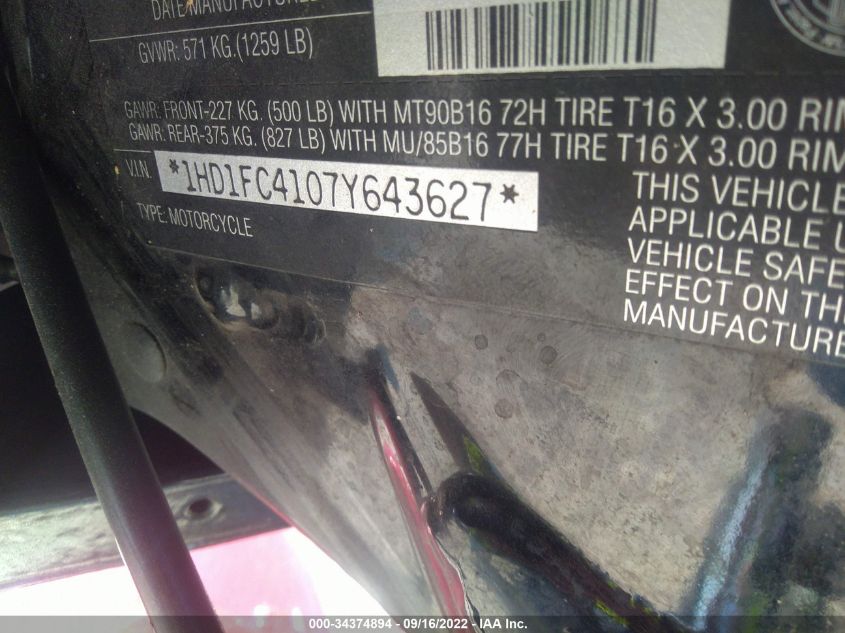 DATE MANUFACTURED
GVWR: 571 KG.(1259 LB)
GAWR: FRONT-227 KG. (500 LB) WITH MT90B16 72H TIRE T16 X 3.00 RIM
GAWR: REAR-375 KG. (827 LB) WITH MU/85B16 77H TIRE T16 X 3.00 RIM
V.I.N. *1HD1FC4107Y643627*
TYPE: MOTORCYCLE
THIS VEHICLE
APPLICABLE
VEHICLE SAFE
EFFECT ON TH
MANUFACTURE
000-34374894 - 09/16/2022 - IAA Inc.